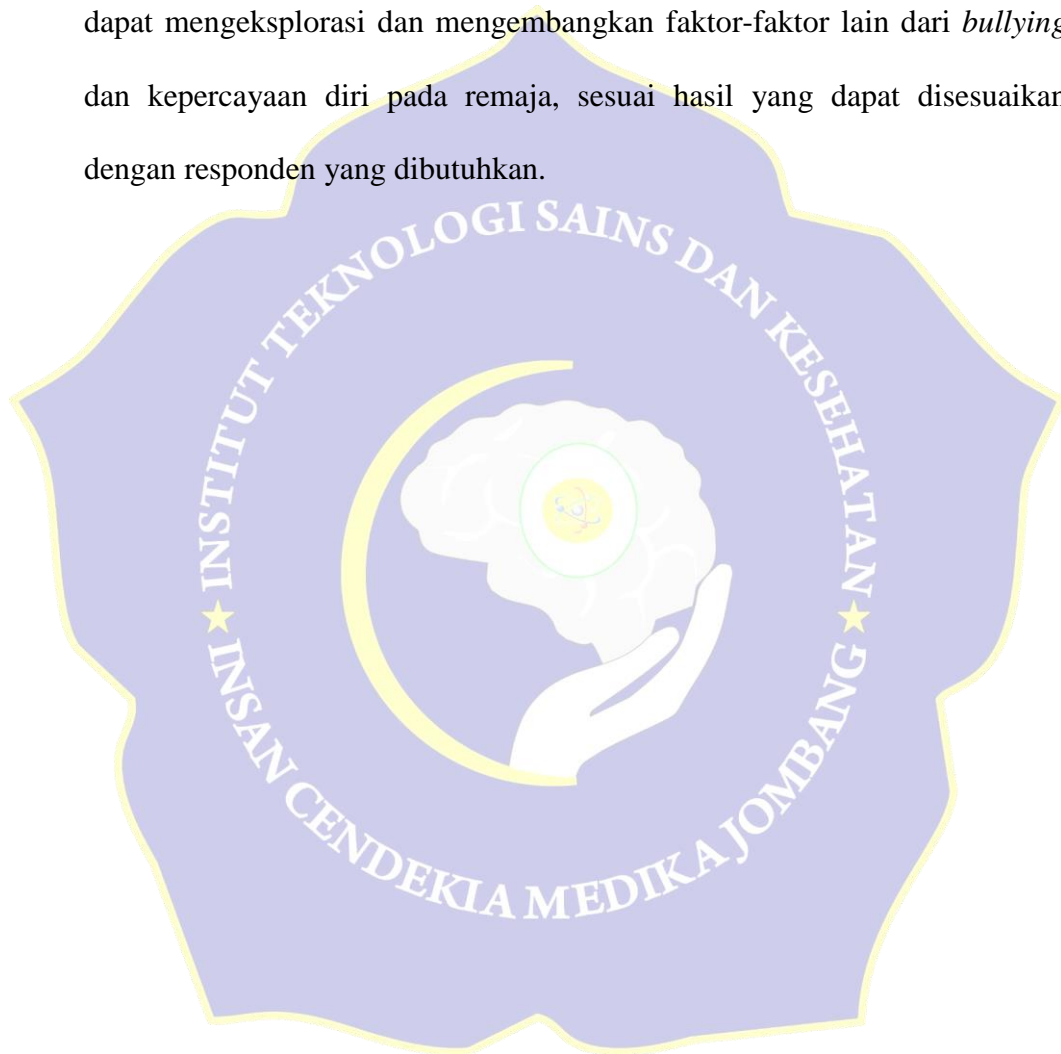 dapat mengeksplorasi dan mengembangkan faktor-faktor lain dari bullying
dan kepercayaan diri pada remaja, sesuai hasil yang dapat disesuaikan
dengan responden yang dibutuhkan.
INSTITUT TEKNOLOGI SAINS DAN KESEHATAN
INSAN CENDEKIA MEDIKA JOMBANG